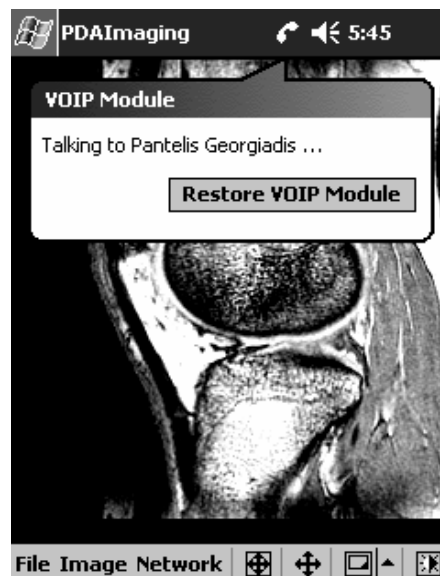 PDAImaging 5:45
VOIP Module
Talking to Pantelis Georgiadis ...
Restore VOIP Module
File Image Network